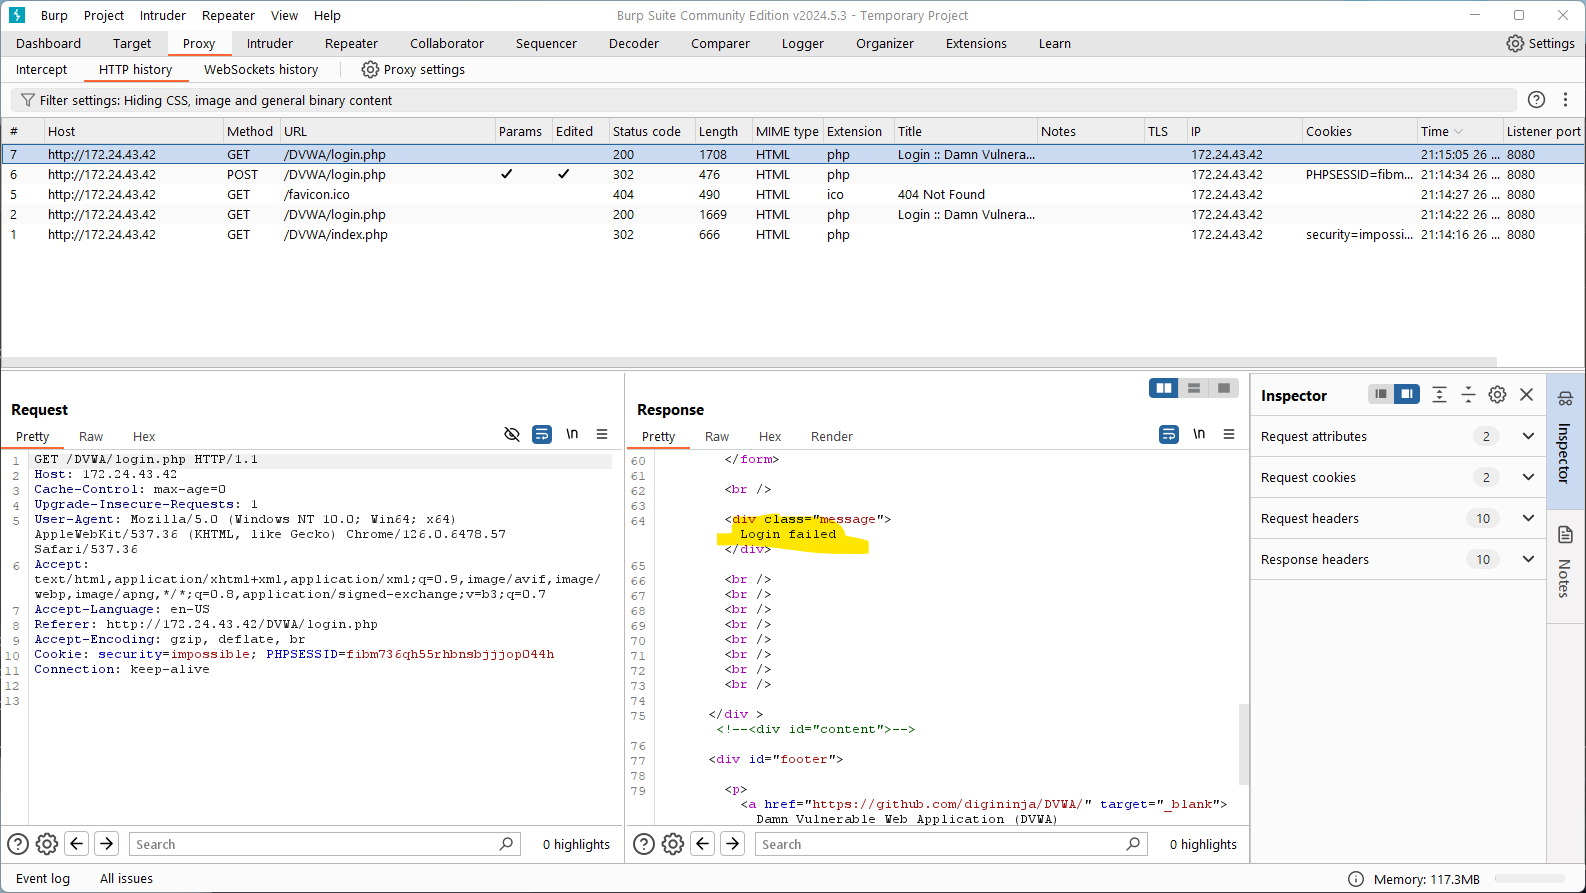 Burp Project Intruder Repeater View Help
Burp Suite Community Edition v2024.5.3 - Temporary Project
Dashboard Target Proxy Intruder Repeater Collaborator Sequencer Decoder Comparer Logger Organizer Extensions Learn Settings
Intercept HTTP history WebSockets history Proxy settings
Filter settings: Hiding CSS, image and general binary content
# Host Method URL Params Edited Status code Length MIME type Extension Title Notes TLS IP Cookies Time Listener port
7 http://172.24.43.42 GET /DVWA/login.php 200 1708 HTML php Login :: Damn Vulnera... 172.24.43.42 21:15:05 26 ... 8080
6 http://172.24.43.42 POST /DVWA/login.php ✓ ✓ 302 476 HTML php 172.24.43.42 PHPSESSID=fibm... 21:14:34 26 ... 8080
5 http://172.24.43.42 GET /favicon.ico 404 490 HTML ico 404 Not Found 172.24.43.42 21:14:27 26 ... 8080
2 http://172.24.43.42 GET /DVWA/login.php 200 1669 HTML php Login :: Damn Vulnera... 172.24.43.42 21:14:22 26 ... 8080
1 http://172.24.43.42 GET /DVWA/index.php 302 666 HTML php 172.24.43.42 security=impossi... 21:14:16 26 ... 8080
Request
Pretty Raw Hex \n
1 GET /DVWA/login.php HTTP/1.1
2 Host: 172.24.43.42
3 Cache-Control: max-age=0
4 Upgrade-Insecure-Requests: 1
5 User-Agent: Mozilla/5.0 (Windows NT 10.0; Win64; x64)
AppleWebKit/537.36 (KHTML, like Gecko) Chrome/126.0.6478.57
Safari/537.36
6 Accept:
text/html,application/xhtml+xml,application/xml;q=0.9,image/avif,image/
webp,image/apng,*/*;q=0.8,application/signed-exchange;v=b3;q=0.7
7 Accept-Language: en-US
8 Referer: http://172.24.43.42/DVWA/login.php
9 Accept-Encoding: gzip, deflate, br
10 Cookie: security=impossible; PHPSESSID=fibm736qh55rhbnsbjjjop044h
11 Connection: keep-alive
12
13
Search 0 highlights
Response
Pretty Raw Hex Render \n
60 </form>
61
62 <br />
63
64 <div class="message">
Login failed
</div>
65
66 <br />
67 <br />
68 <br />
69 <br />
70 <br />
71 <br />
72 <br />
73 <br />
74
75 </div >
<!--<div id="content">-->
76
77 <div id="footer">
78
79 <p>
<a href="https://github.com/digininja/DVWA/" target="_blank">
Damn Vulnerable Web Application (DVWA)
Search 0 highlights
Inspector
Request attributes 2
Request cookies 2
Request headers 10
Response headers 10
Inspector
Notes
Event log All issues
Memory: 117.3MB